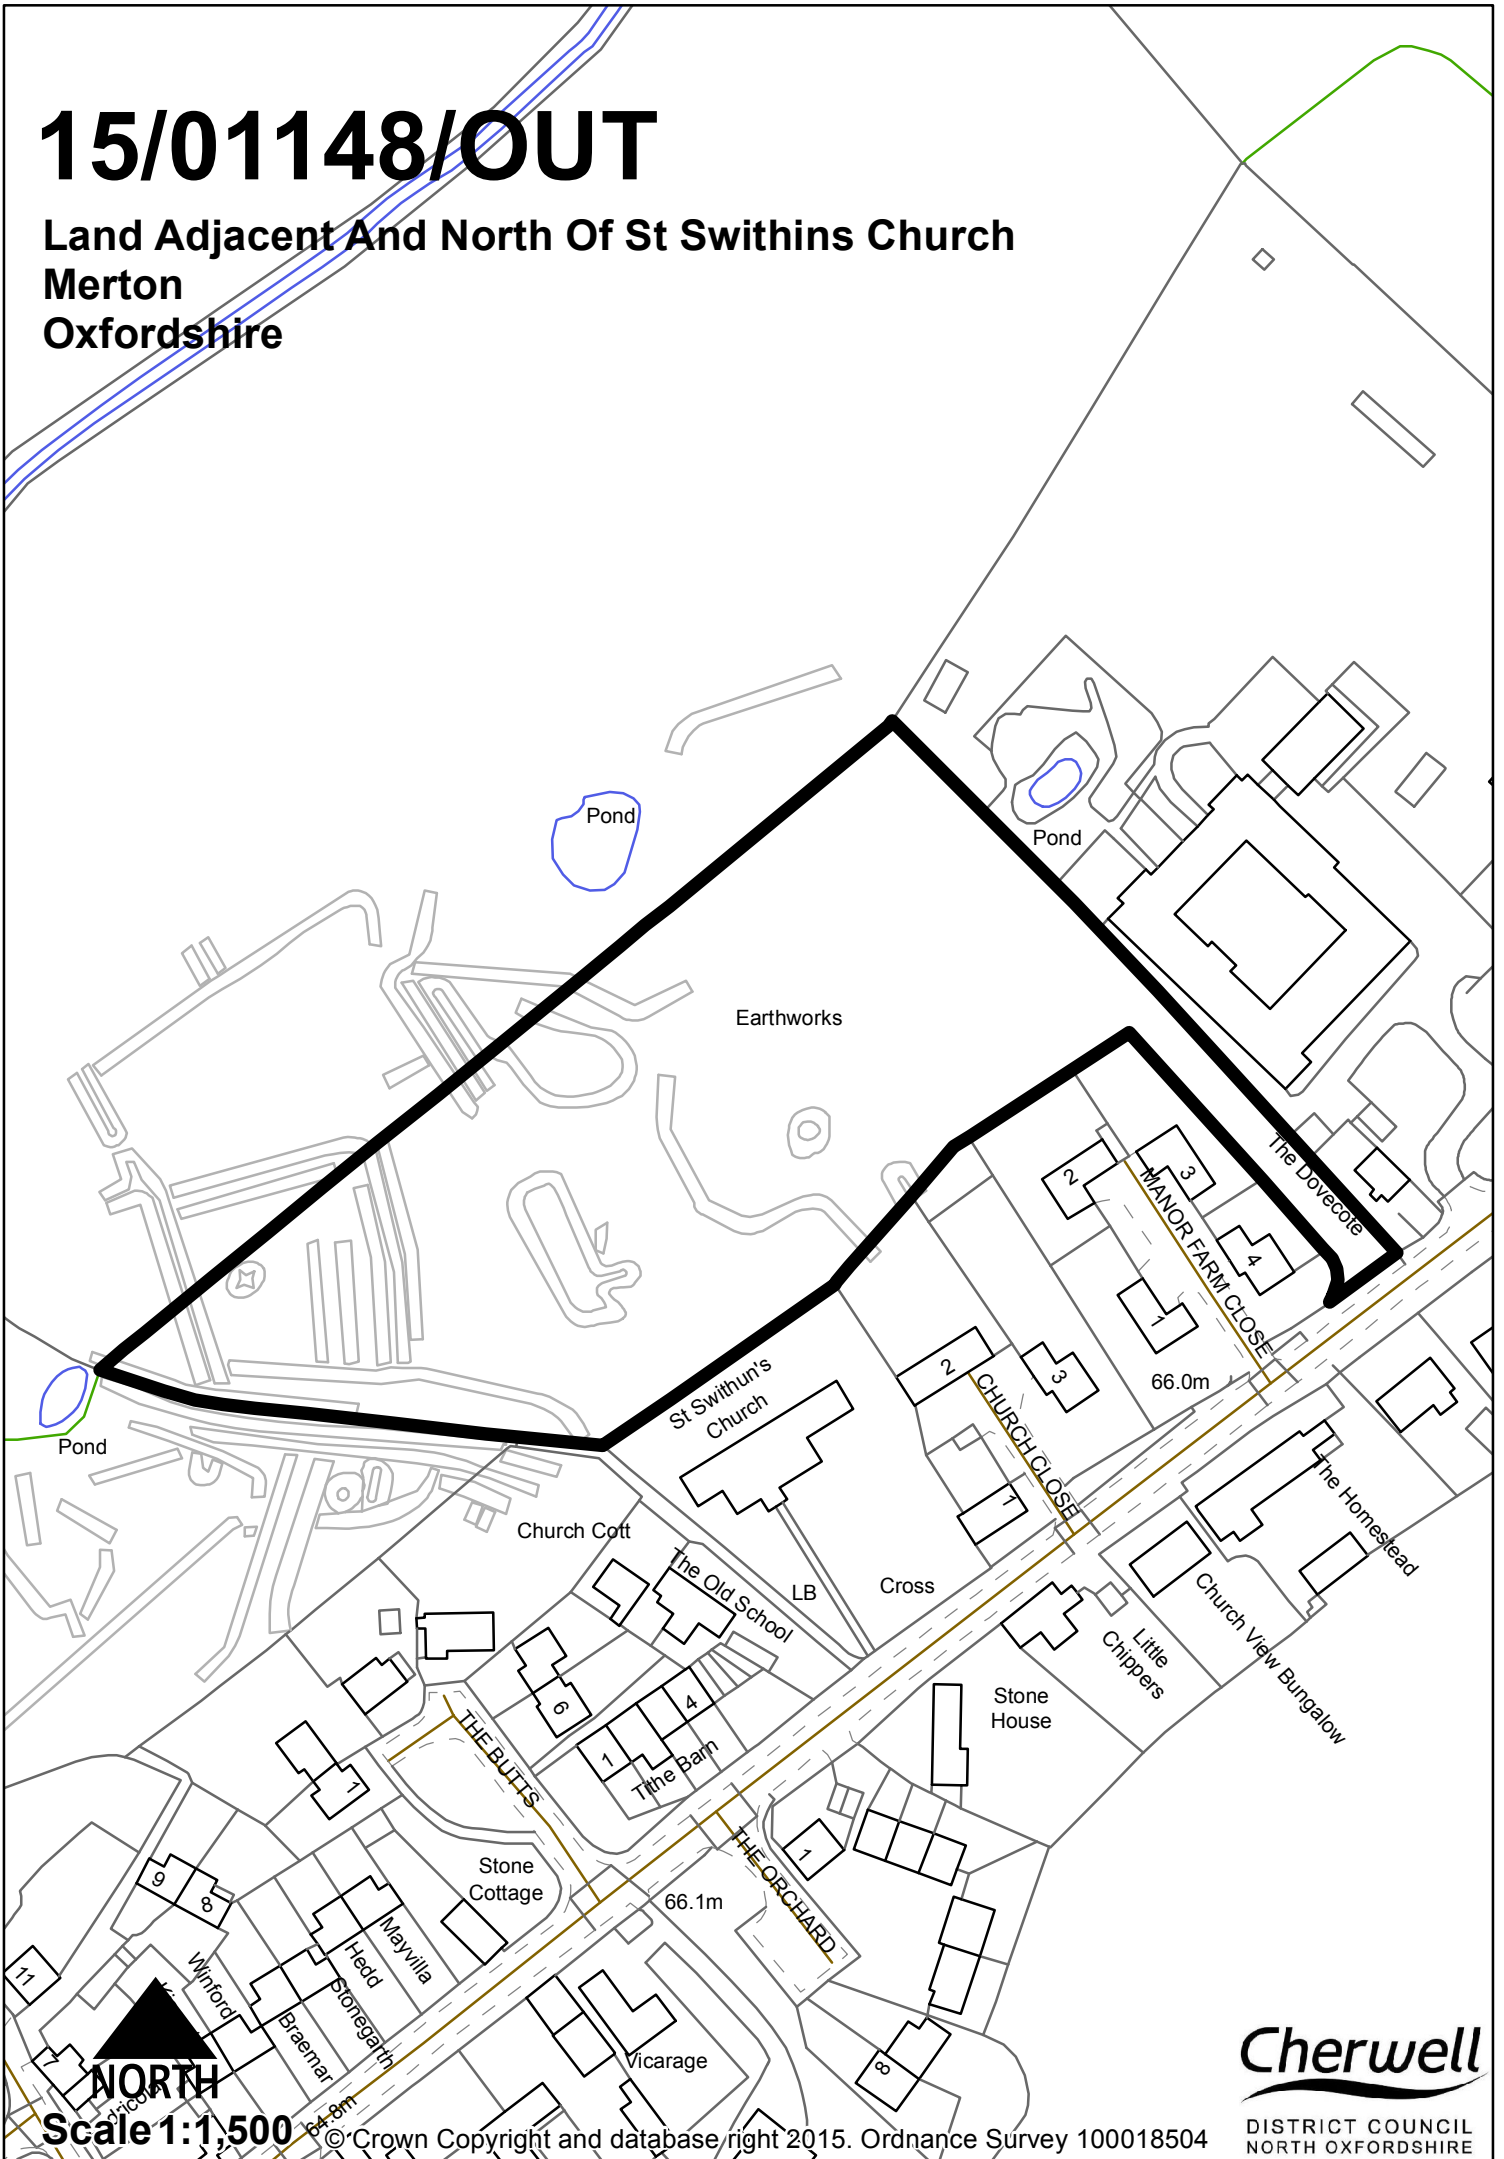 15/01148/OUT
Land Adjacent And North Of St Swithins Church
Merton
Oxfordshire
Pond
Pond
Earthworks
The Dovecote
2
3
MANOR FARM CLOSE
4
1
St Swithun's
Church
2
CHURCH CLOSE
3
66.0m
1
Pond
Church Cott
The Old School
LB
Cross
The Homestead
Church View Bungalow
Little
Chippers
Stone
House
6
4
1
Tithe Barn
THE BUTTS
1
THE ORCHARD
1
Stone
Cottage
66.1m
9
8
11
7
Mayvilla
Hedd
Stonegarth
Winford
Braemar
Vicarage
8
64.8m
NORTH
Scale 1:1,500
© Crown Copyright and database right 2015. Ordnance Survey 100018504
Cherwell
DISTRICT COUNCIL
NORTH OXFORDSHIRE